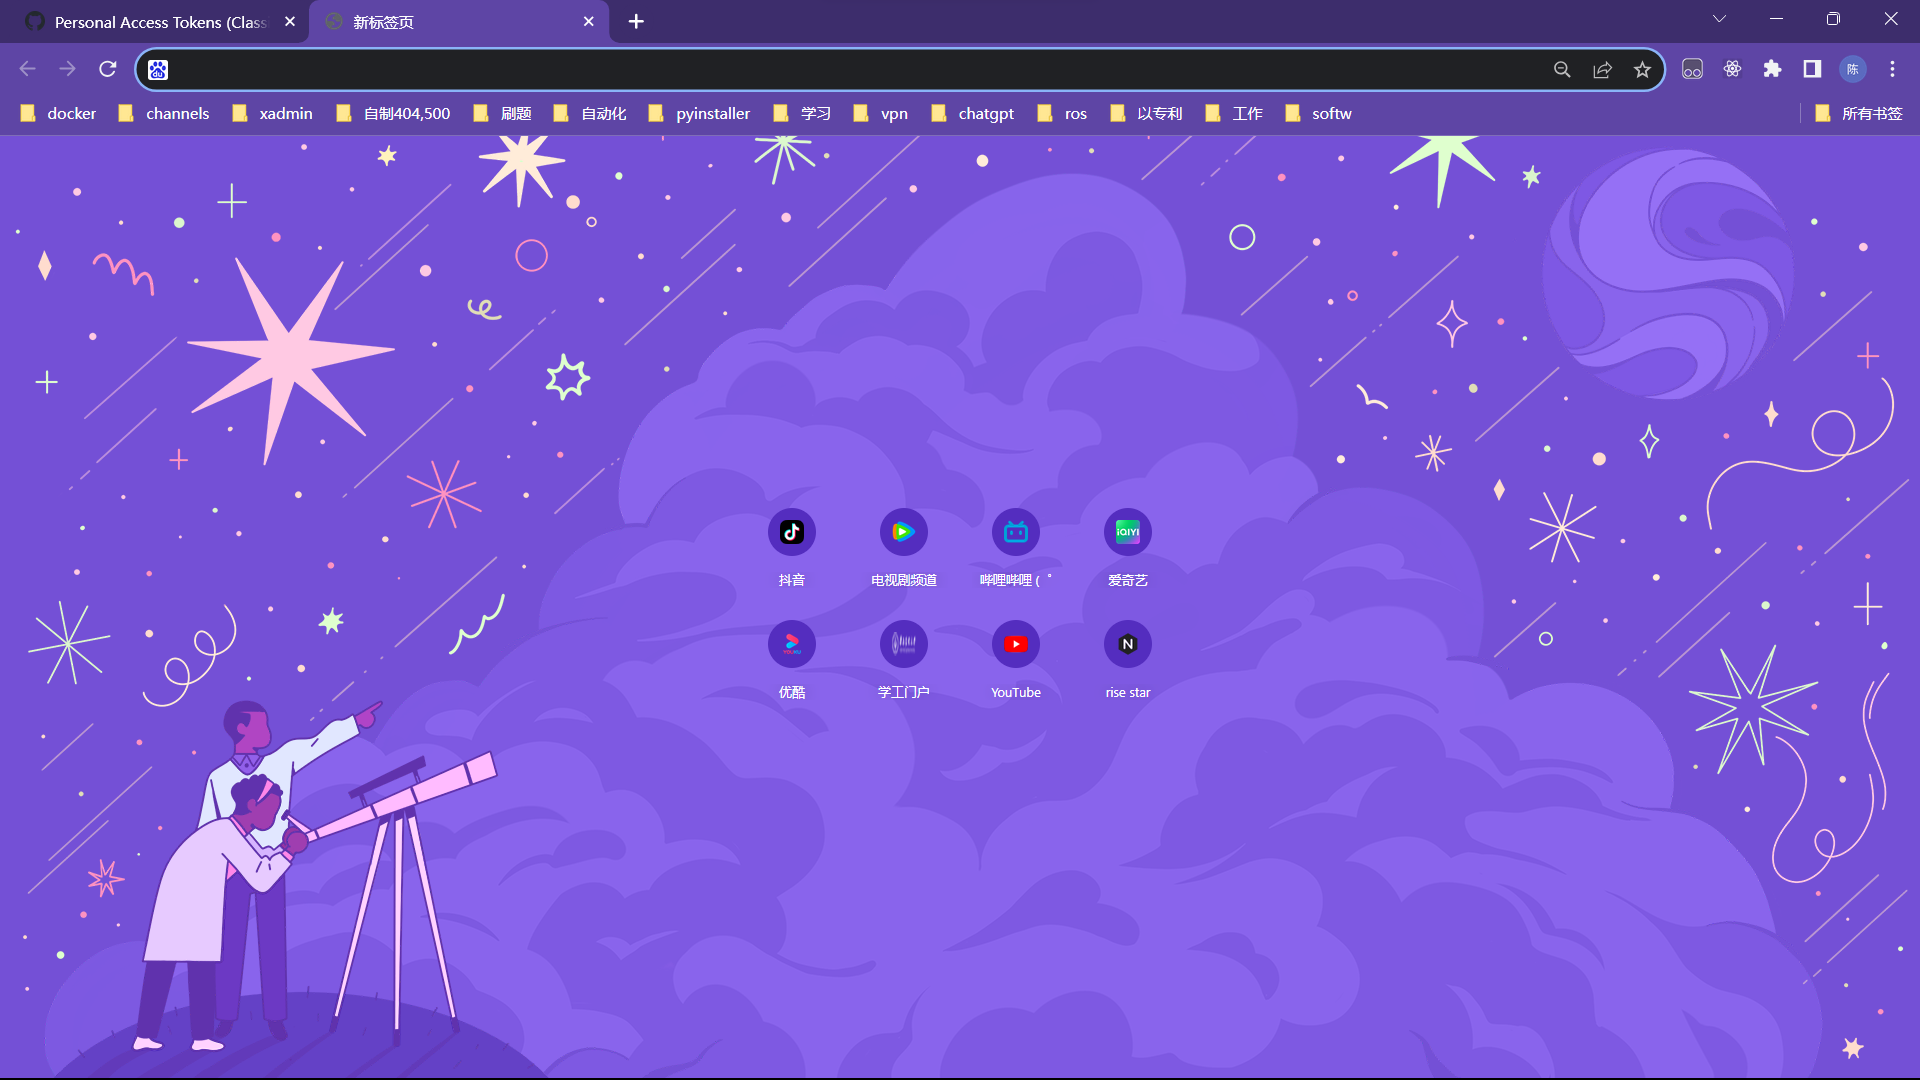 Personal Access Tokens (Class
新标签页
陈
docker
channels
xadmin
自制404,500
刷题
自动化
pyinstaller
学习
vpn
chatgpt
ros
以专利
工作
softw
所有书签
iQIYI
抖音
电视剧频道
哔哩哔哩 ( ゜
爱奇艺
YOUKU
N
优酷
学工门户
YouTube
rise star